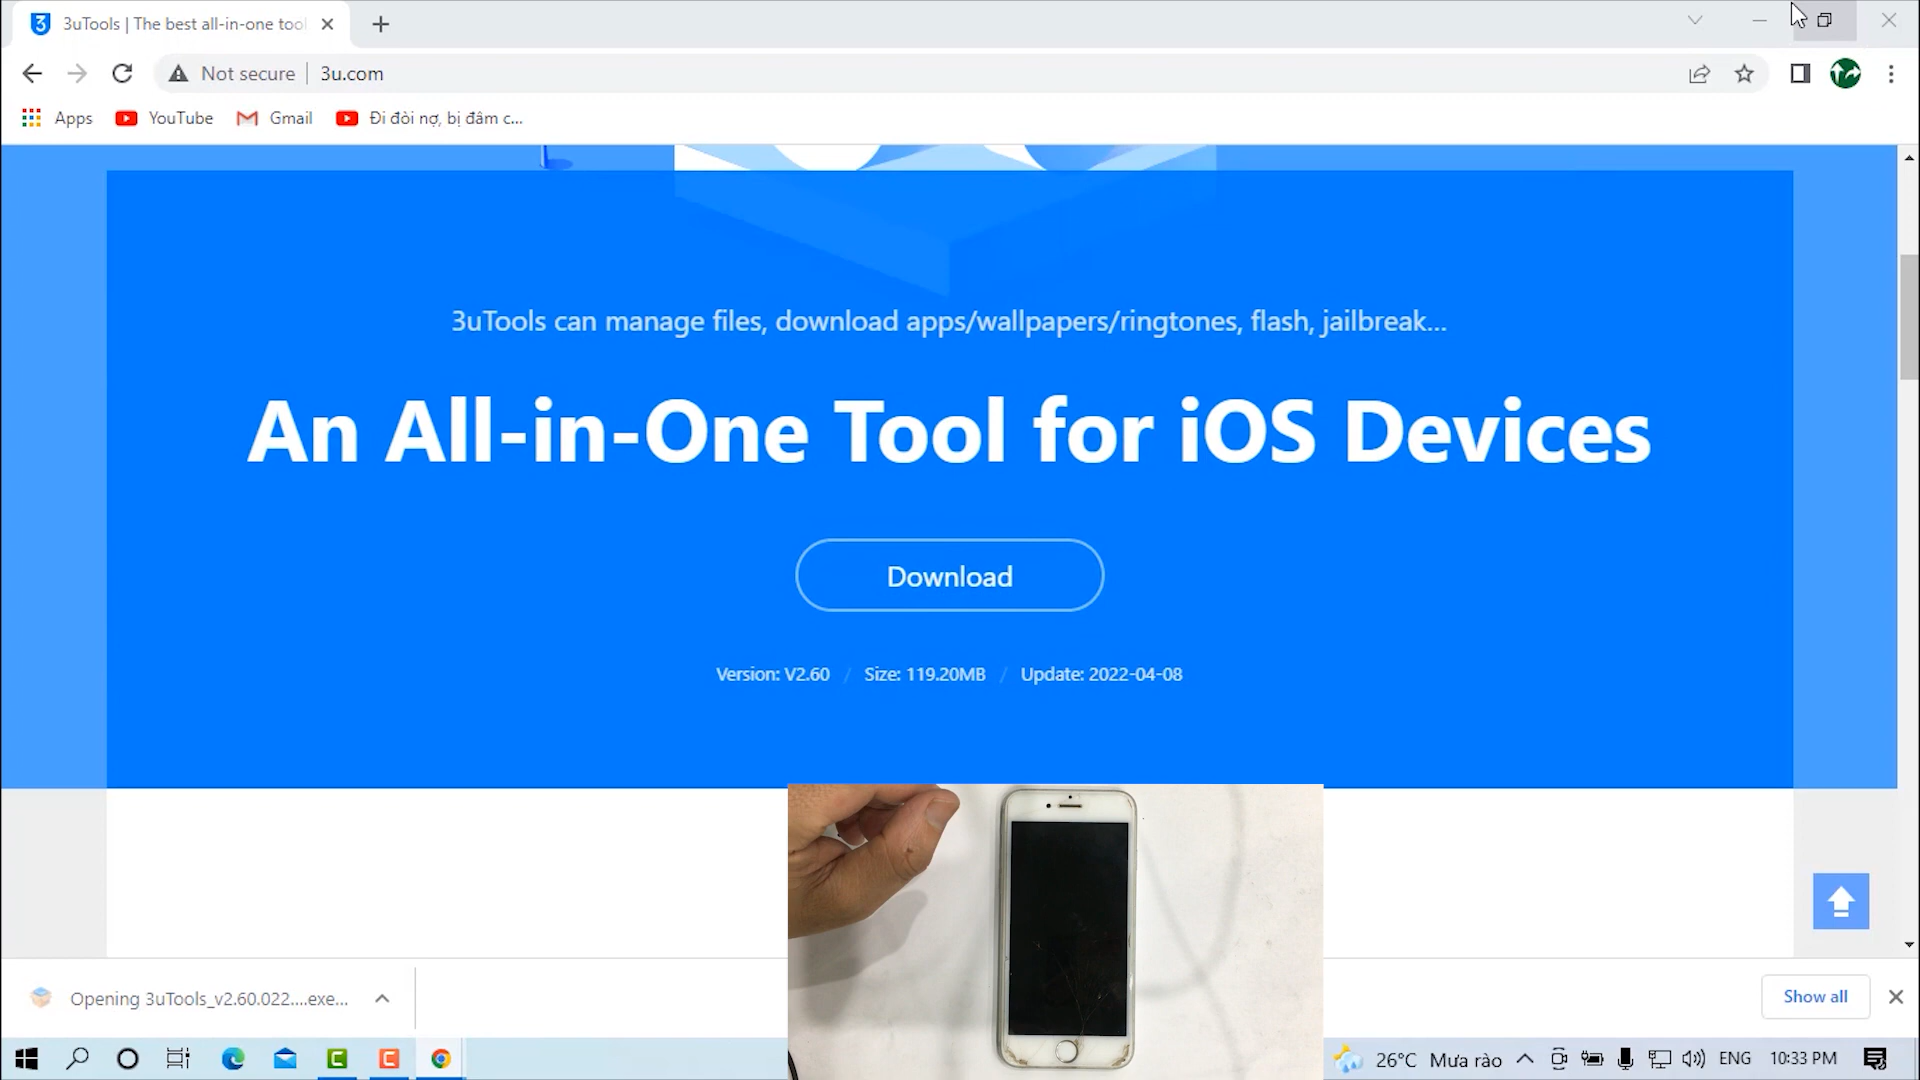 3uTools | The best all-in-one tool
Not secure
3u.com
Apps
YouTube
Gmail
Đi đòi nợ, bị đâm c...
3uTools can manage files, download apps/wallpapers/ringtones, flash, jailbreak...
An All-in-One Tool for iOS Devices
Download
Version: V2.60 / Size: 119.20MB / Update: 2022-04-08
Opening 3uTools_v2.60.022....exe...
Show all
26°C Mưa rào
ENG
10:33 PM